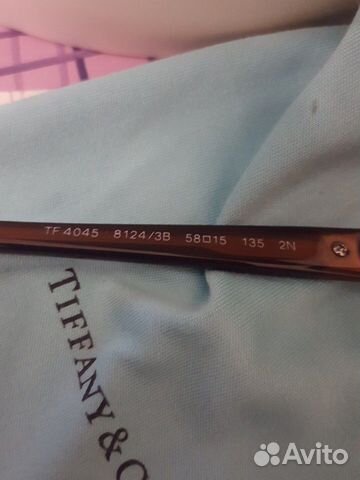 TF 4045 8124/3B 58□15 135 2N
TIFFANY & C
Avito